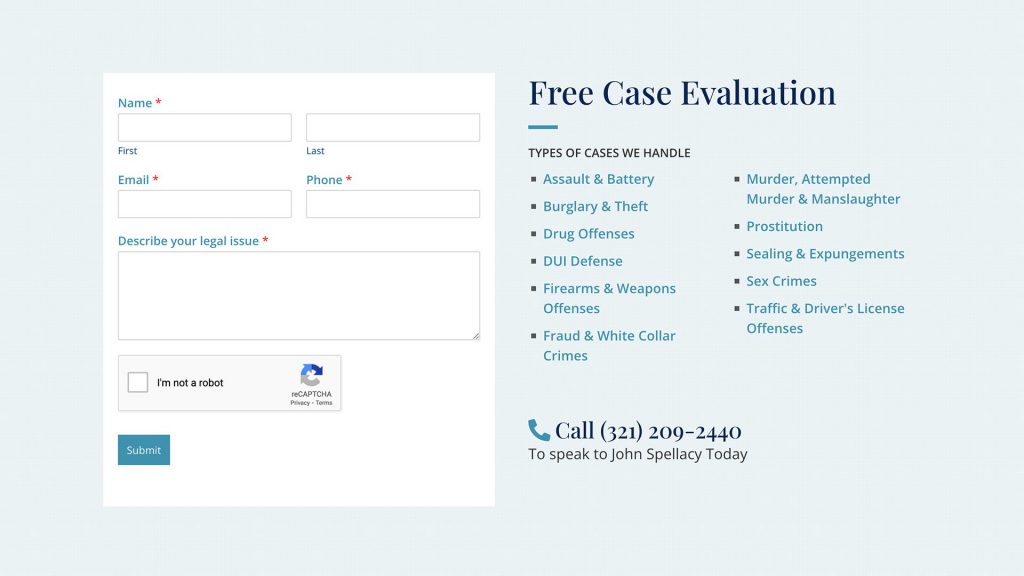 Name *
First
Last
Email *
Phone *
Describe your legal issue *
I'm not a robot
reCAPTCHA
Privacy - Terms
Submit
Free Case Evaluation
TYPES OF CASES WE HANDLE
Assault & Battery
Burglary & Theft
Drug Offenses
DUI Defense
Firearms & Weapons
Offenses
Fraud & White Collar
Crimes
Murder, Attempted
Murder & Manslaughter
Prostitution
Sealing & Expungements
Sex Crimes
Traffic & Driver's License
Offenses
Call (321) 209-2440
To speak to John Spellacy Today